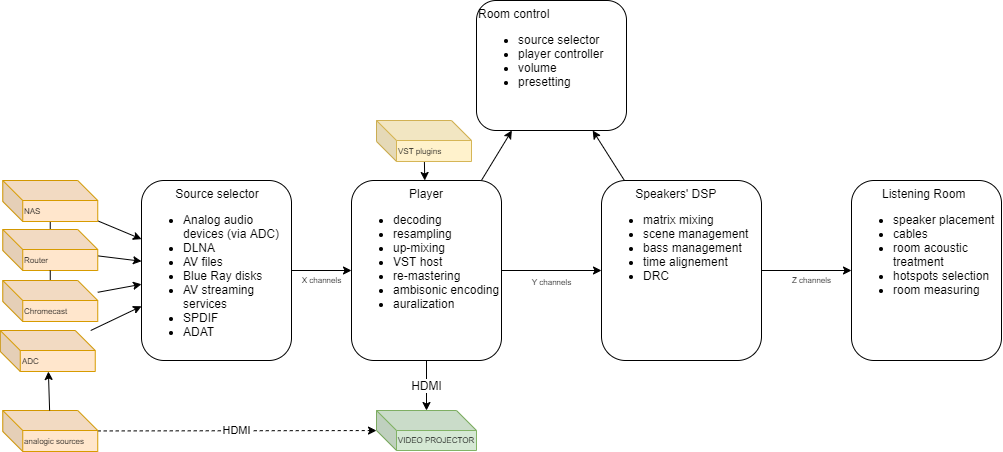 Room control
source selector
player controller
volume
presetting
VST plugins
NAS
Router
Chromecast
ADC
analogic sources
Source selector
Analog audio
devices (via ADC)
DLNA
AV files
Blue Ray disks
AV streaming
services
SPDIF
ADAT
X channels
Player
decoding
resampling
up-mixing
VST host
re-mastering
ambisonic encoding
auralization
Y channels
Speakers' DSP
matrix mixing
scene management
bass management
time alignement
DRC
Z channels
Listening Room
speaker placement
cables
room acoustic
treatment
hotspots selection
room measuring
HDMI
HDMI
VIDEO PROJECTOR